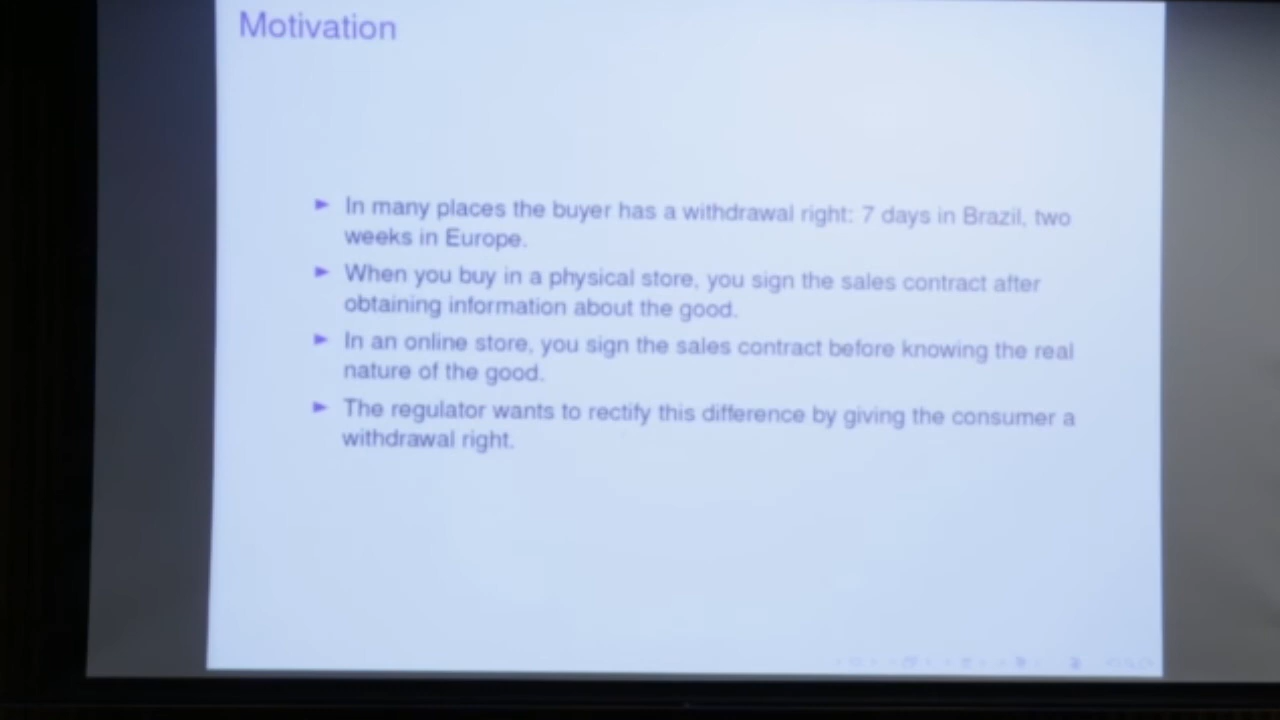 Motivation
► In many places the buyer has a withdrawal right: 7 days in Brazil, two
weeks in Europe.
► When you buy in a physical store, you sign the sales contract after
obtaining information about the good.
► In an online store, you sign the sales contract before knowing the real
nature of the good.
► The regulator wants to rectify this difference by giving the consumer a
withdrawal right.